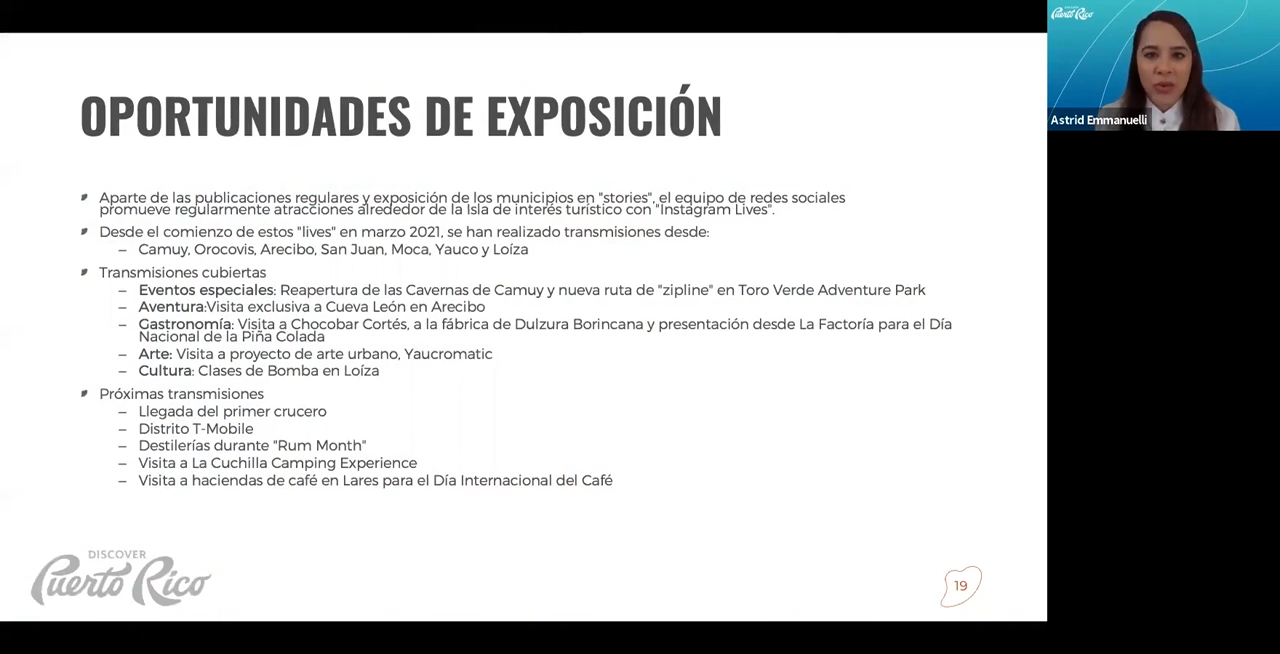 OPORTUNIDADES DE EXPOSICIÓN
Aparte de las publicaciones regulares y exposición de los municipios en "stories", el equipo de redes sociales
promueve regularmente atracciones alrededor de la Isla de interés turístico con "Instagram Lives".
Desde el comienzo de estos "lives" en marzo 2021, se han realizado transmisiones desde:
– Camuy, Orocovis, Arecibo, San Juan, Moca, Yauco y Loíza
Transmisiones cubiertas
– Eventos especiales: Reapertura de las Cavernas de Camuy y nueva ruta de "zipline" en Toro Verde Adventure Park
– Aventura:Visita exclusiva a Cueva León en Arecibo
– Gastronomía: Visita a Chocobar Cortés, a la fábrica de Dulzura Borincana y presentación desde La Factoría para el Día
Nacional de la Piña Colada
– Arte: Visita a proyecto de arte urbano, Yaucromatic
– Cultura: Clases de Bomba en Loíza
Próximas transmisiones
– Llegada del primer crucero
– Distrito T-Mobile
– Destilerías durante "Rum Month"
– Visita a La Cuchilla Camping Experience
– Visita a haciendas de café en Lares para el Día Internacional del Café
DISCOVER
Puerto Rico
19
Puerto Rico
Astrid Emmanuelli